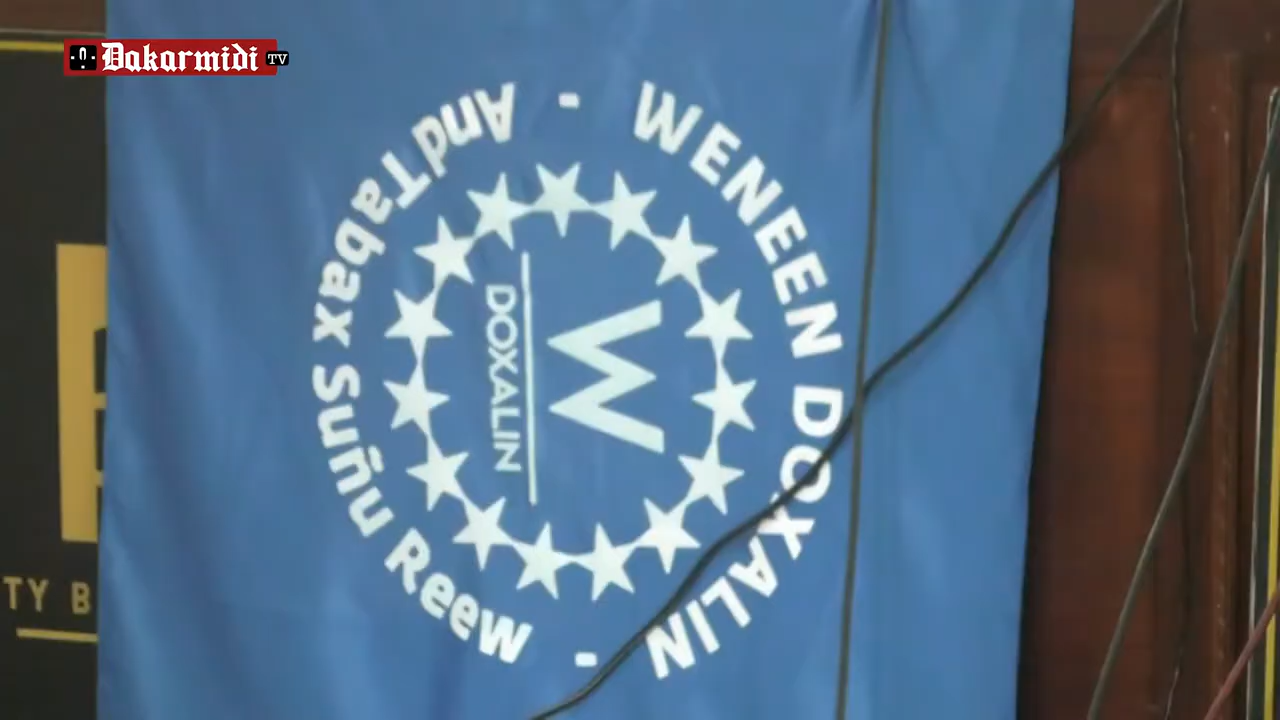 Dakarmidi TV
WENEEN DOXALIN -
AndTabax Suñu Reew -
W
DOXALIN
TY B